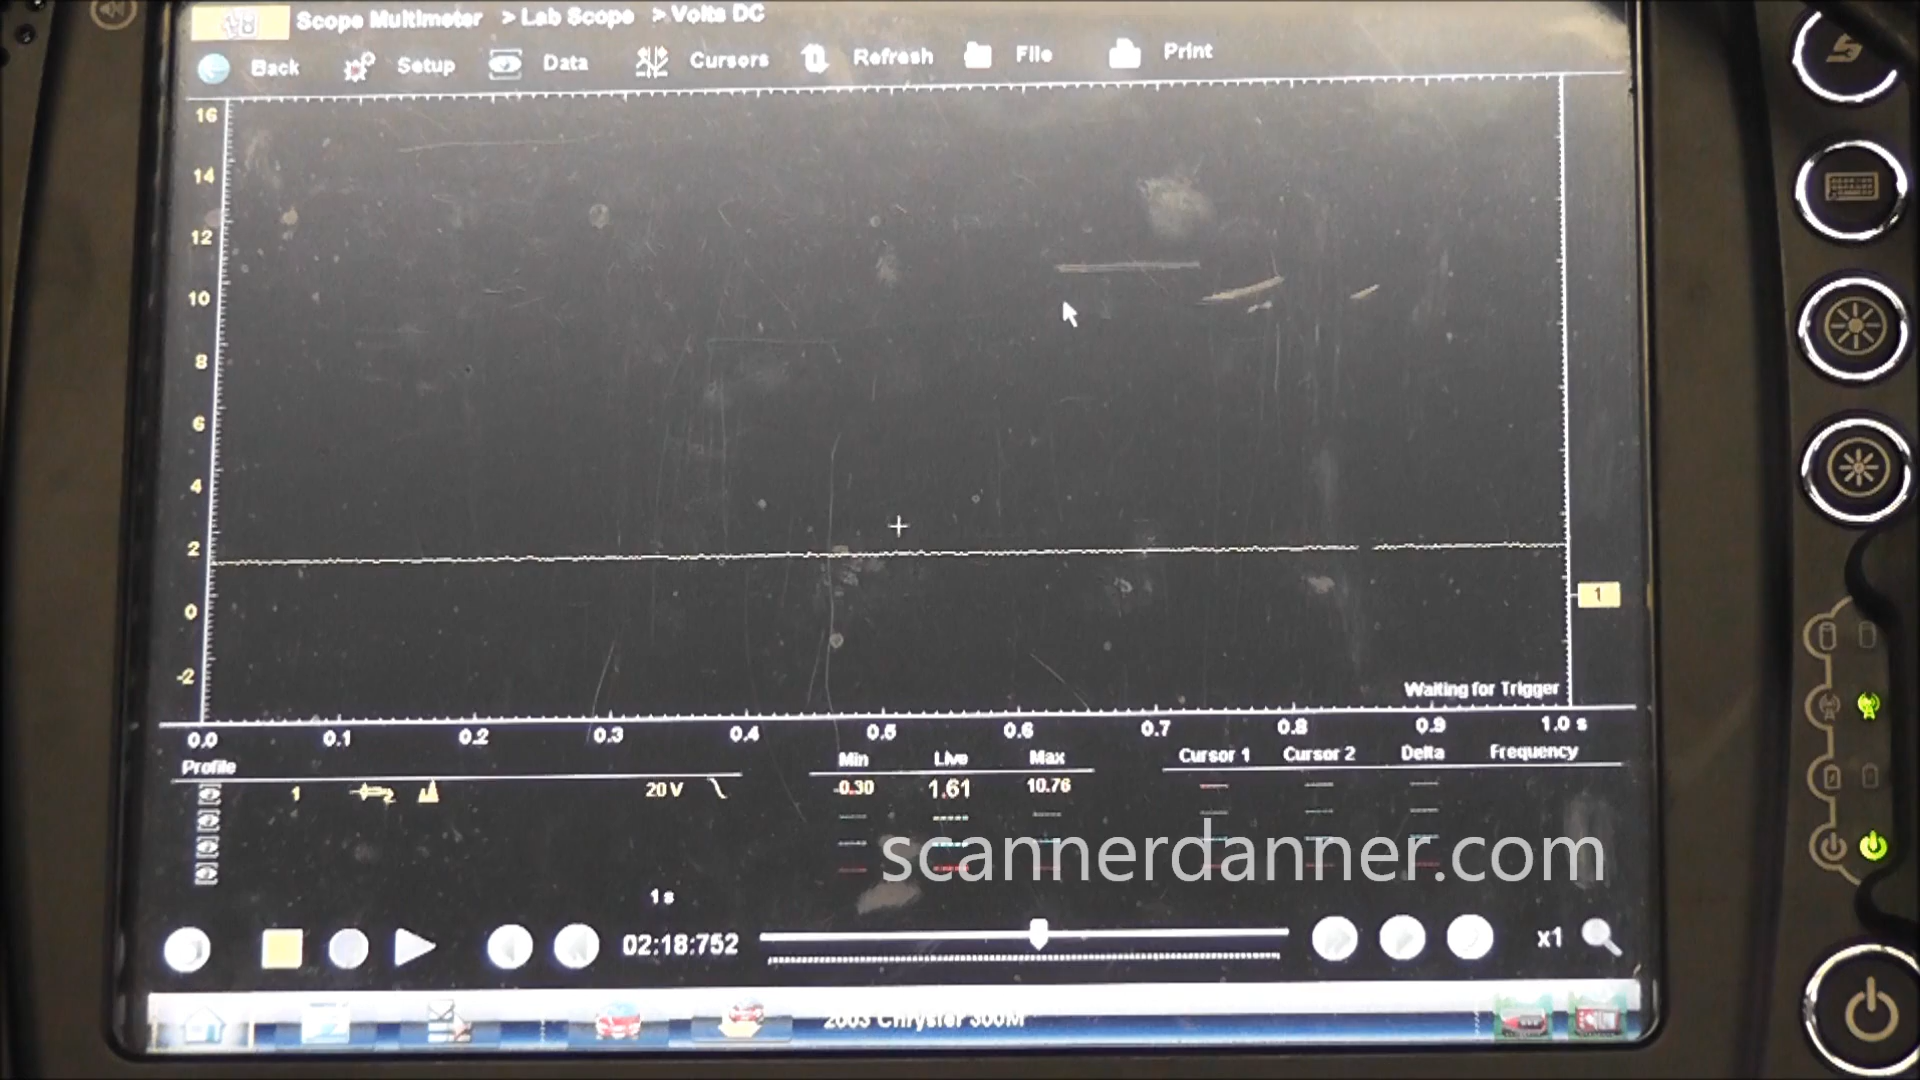 Scope Multimeter > Lab Scope > Volts DC
Back Setup Data Cursors Refresh File Print
16
14
12
10
8
6
4
2
0
-2
1
Waiting for Trigger
0.0 0.1 0.2 0.3 0.4 0.5 0.6 0.7 0.8 0.9 1.0 s
Profile Min Live Max Cursor 1 Cursor 2 Delta Frequency
1 20 V -0.30 1.61 10.76
scannerdanner.com
1 s
02:18:752 x1
2003 Chrysler 300M